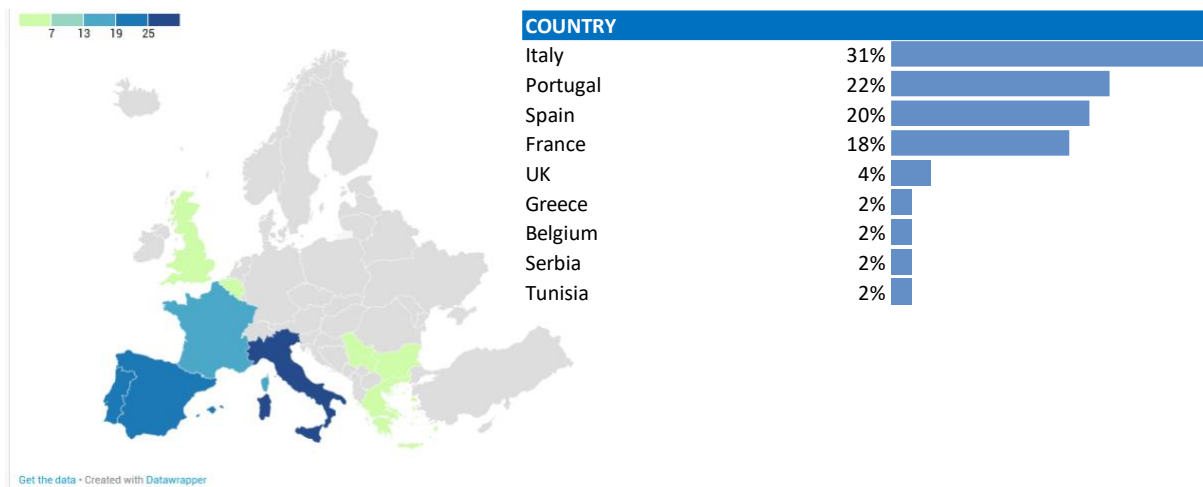 7 13 19 25
COUNTRY
Italy 31%
Portugal 22%
Spain 20%
France 18%
UK 4%
Greece 2%
Belgium 2%
Serbia 2%
Tunisia 2%
Get the data • Created with Datawrapper